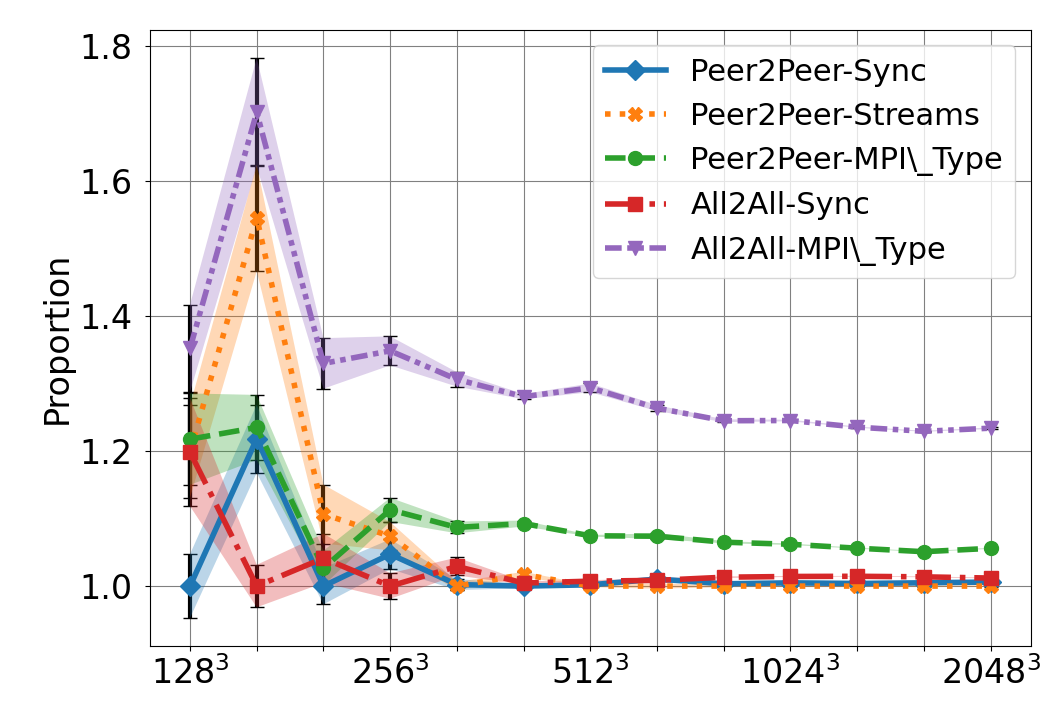 Proportion
1.8
1.6
1.4
1.2
1.0
128³
256³
512³
1024³
2048³
Peer2Peer-Sync
Peer2Peer-Streams
Peer2Peer-MPI\_Type
All2All-Sync
All2All-MPI\_Type